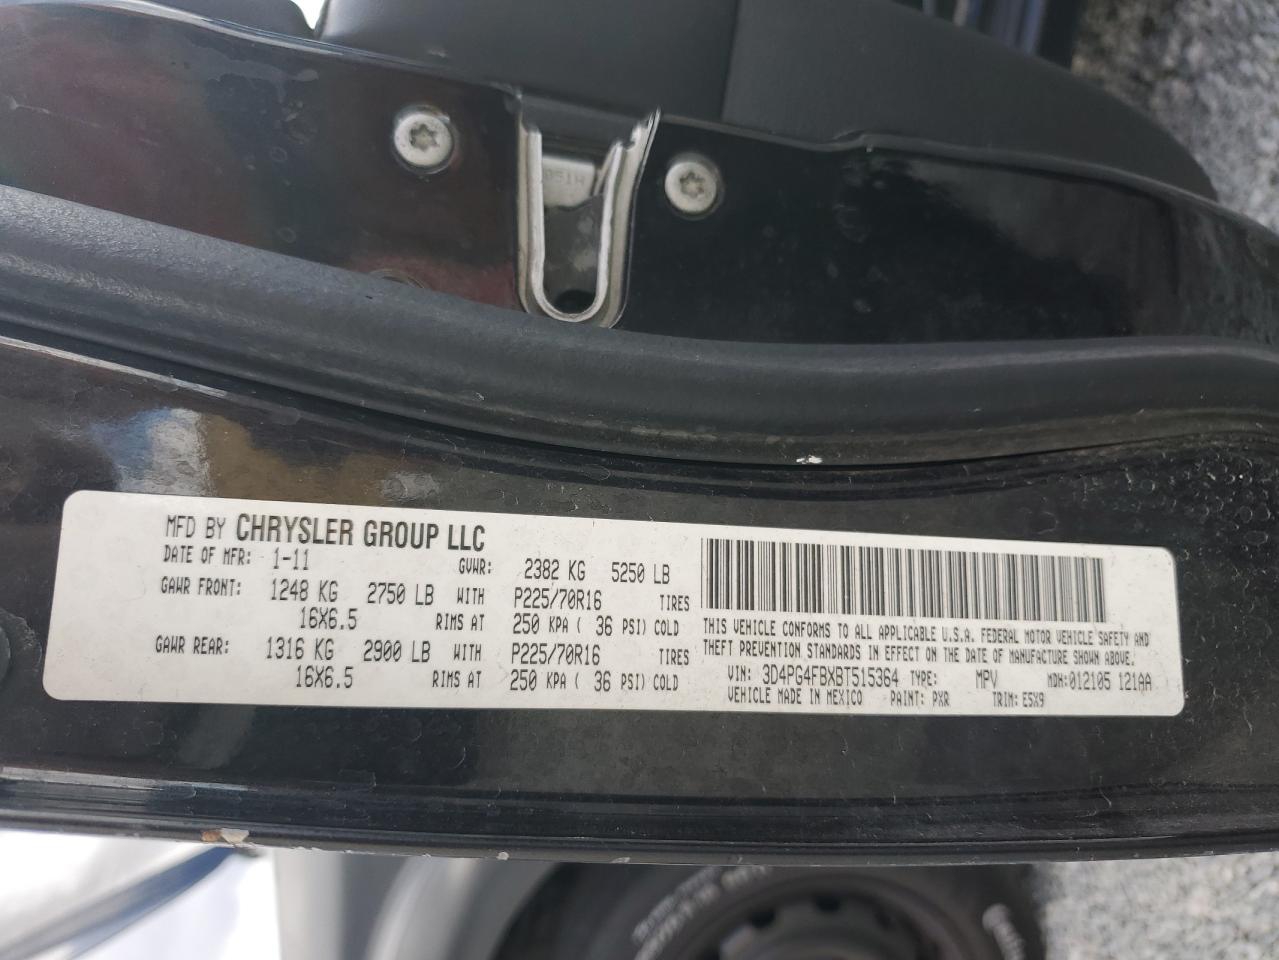 MFD BY CHRYSLER GROUP LLC
DATE OF MFR: 1-11 GVWR: 2382 KG 5250 LB
GAWR FRONT: 1248 KG 2750 LB WITH P225/70R16 TIRES
16X6.5 RIMS AT 250 KPA ( 36 PSI) COLD
GAWR REAR: 1316 KG 2900 LB WITH P225/70R16 TIRES
16X6.5 RIMS AT 250 KPA ( 36 PSI) COLD
THIS VEHICLE CONFORMS TO ALL APPLICABLE U.S.A. FEDERAL MOTOR VEHICLE SAFETY AND
THEFT PREVENTION STANDARDS IN EFFECT ON THE DATE OF MANUFACTURE SHOWN ABOVE.
VIN: 3D4PG4FBXBT515364 TYPE: MPV MDH: 012105 121AA
VEHICLE MADE IN MEXICO PAINT: PXR TRIM: E5X9